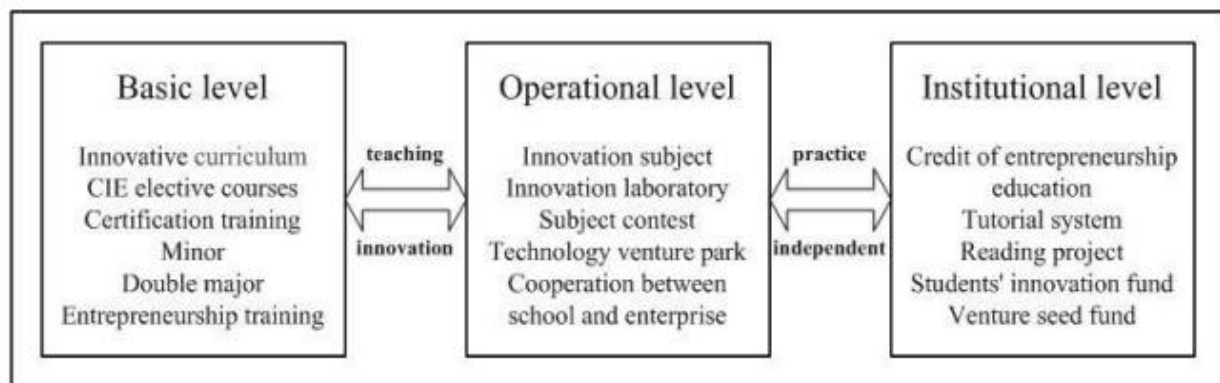 Basic level
Innovative curriculum
CIE elective courses
Certification training
Minor
Double major
Entrepreneurship training
teaching
innovation
Operational level
Innovation subject
Innovation laboratory
Subject contest
Technology venture park
Cooperation between
school and enterprise
practice
independent
Institutional level
Credit of entrepreneurship
education
Tutorial system
Reading project
Students' innovation fund
Venture seed fund